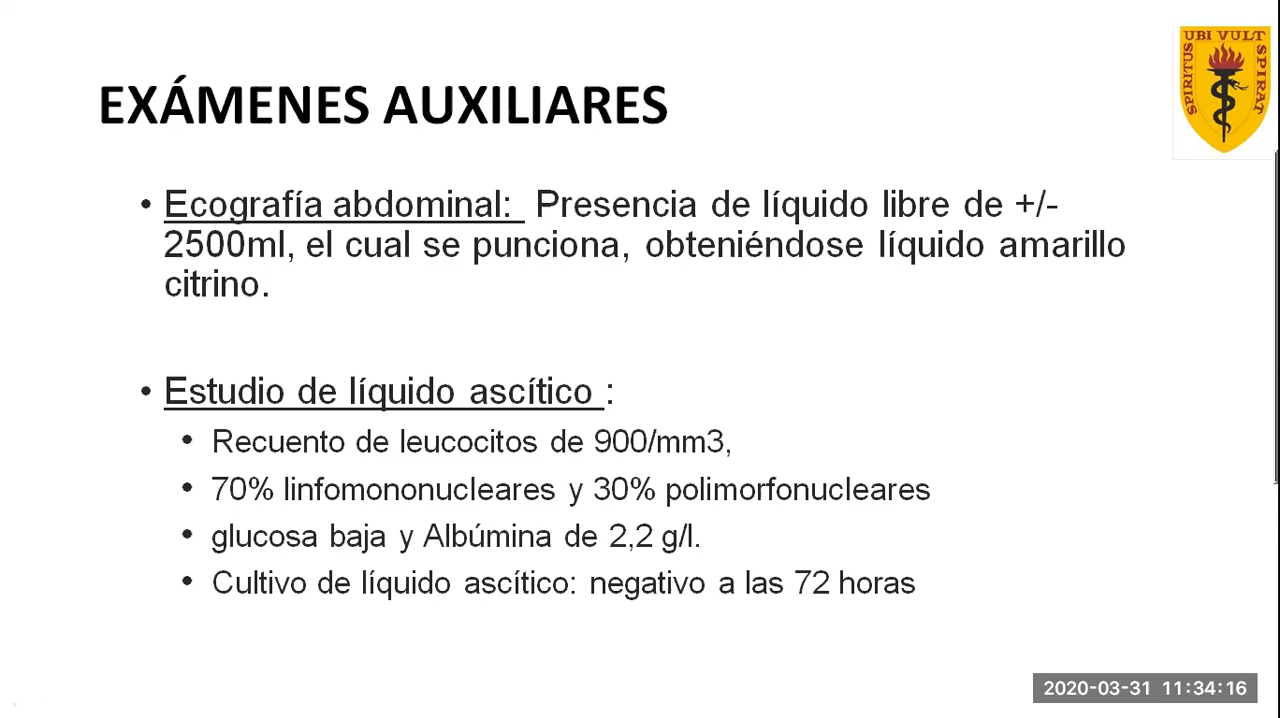 SPIRITUS UBI VULT SPIRAT
EXÁMENES AUXILIARES
• Ecografía abdominal: Presencia de líquido libre de +/-
2500ml, el cual se punciona, obteniéndose líquido amarillo
citrino.
• Estudio de líquido ascítico :
• Recuento de leucocitos de 900/mm3,
• 70% linfomononucleares y 30% polimorfonucleares
• glucosa baja y Albúmina de 2,2 g/l.
• Cultivo de líquido ascítico: negativo a las 72 horas
2020-03-31 11:34:16